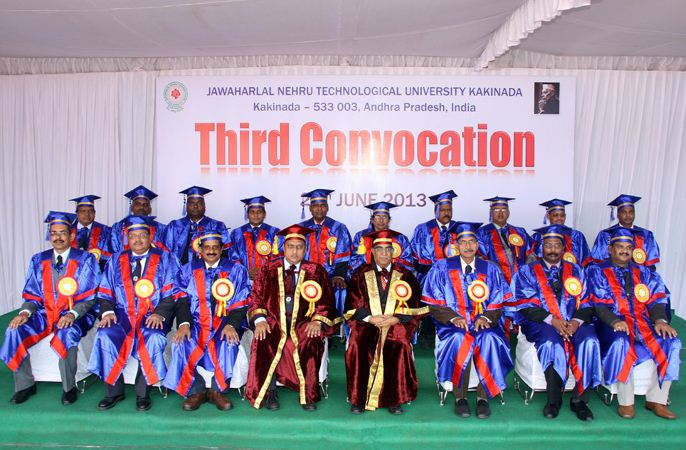 JAWAHARLAL NEHRU TECHNOLOGICAL UNIVERSITY KAKINADA
Kakinada – 533 003, Andhra Pradesh, India
Third Convocation
JUNE 2013